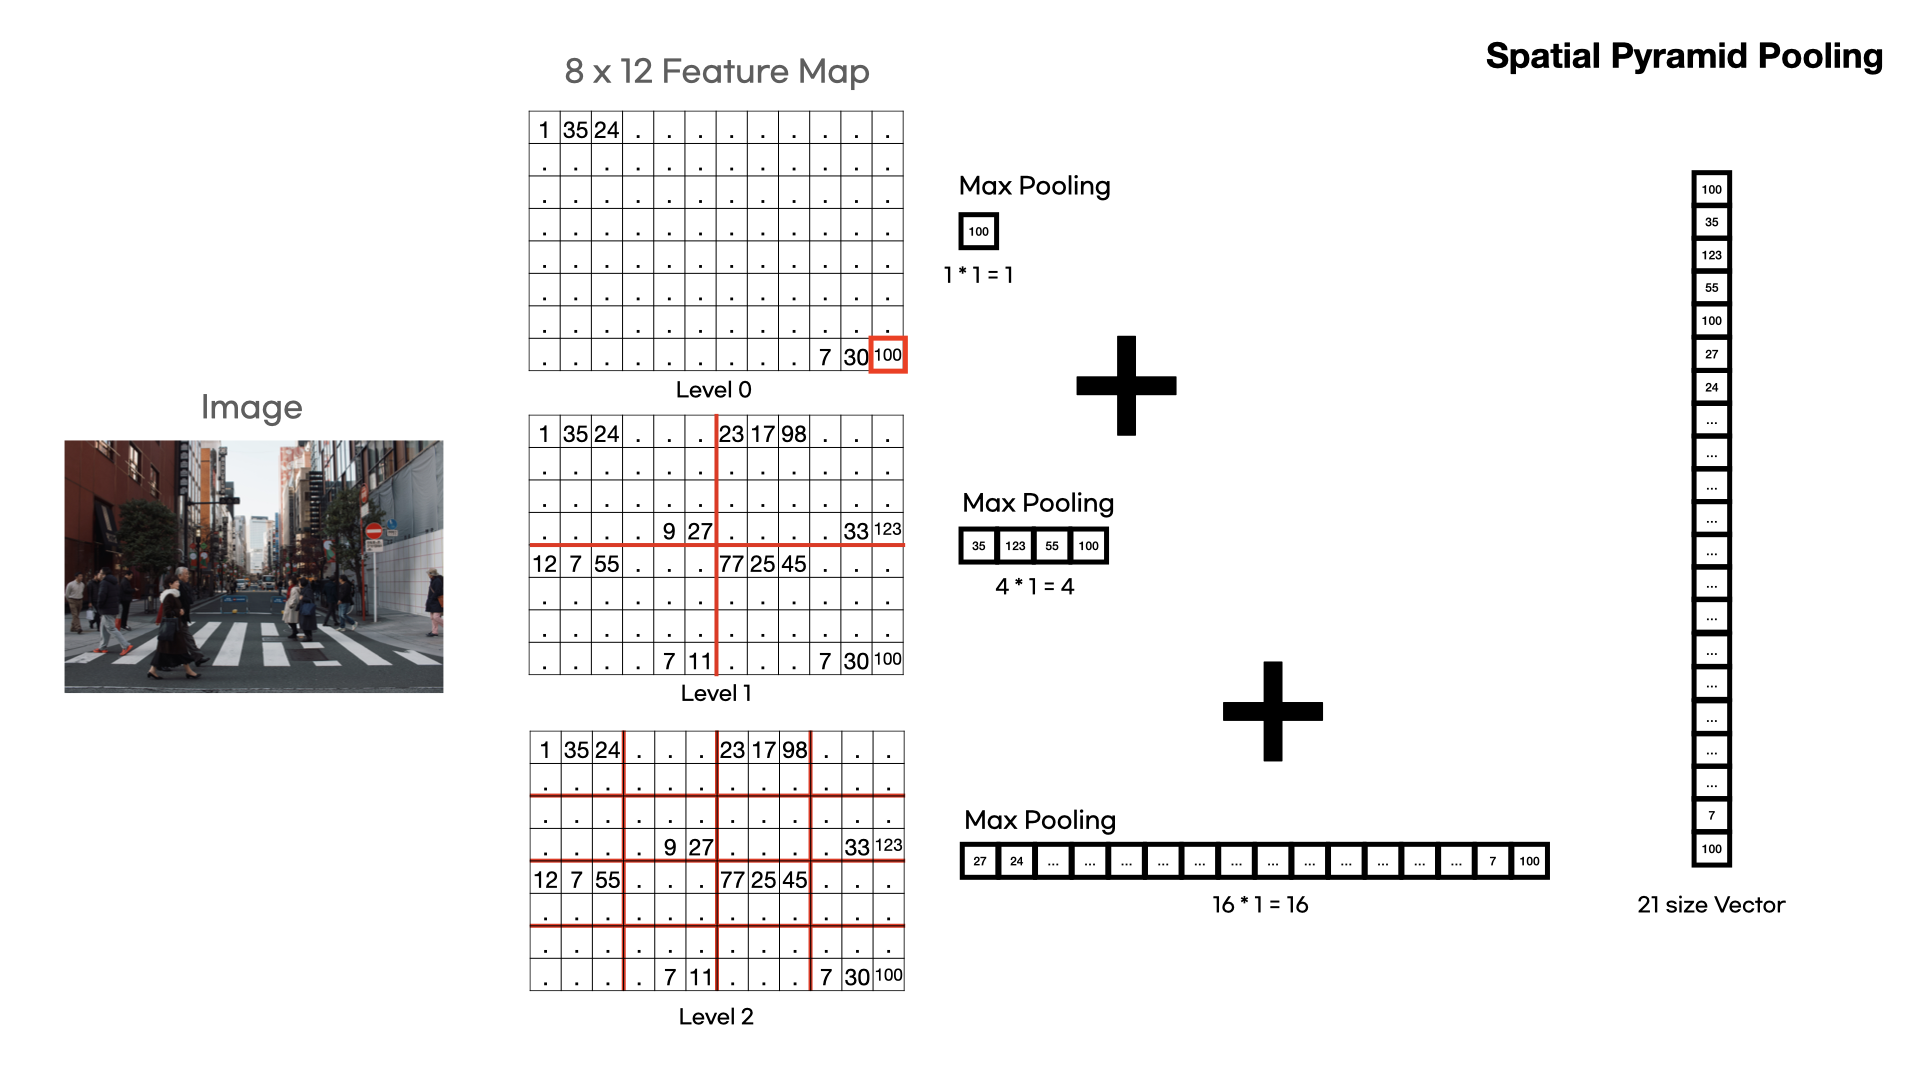 Spatial Pyramid Pooling
8 x 12 Feature Map
1 35 24 . . . . . . . . .
. . . . . . . . . . . .
. . . . . . . . . . . .
. . . . . . . . . . . .
. . . . . . . . . . . .
. . . . . . . . . . . .
. . . . . . . . . . . .
. . . . . . . . . 7 30 100
Level 0
Image
1 35 24 . . . 23 17 98 . . .
. . . . . . . . . . . .
. . . . . . . . . . . .
. . . . 9 27 . . . . 33 123
12 7 55 . . . 77 25 45 . . .
. . . . . . . . . . . .
. . . . . . . . . . . .
. . . . 7 11 . . . 7 30 100
Level 1
1 35 24 . . . 23 17 98 . . .
. . . . . . . . . . . .
. . . . . . . . . . . .
. . . . 9 27 . . . . 33 123
12 7 55 . . . 77 25 45 . . .
. . . . . . . . . . . .
. . . . . . . . . . . .
. . . . 7 11 . . . 7 30 100
Level 2
Max Pooling
100
1 * 1 = 1
Max Pooling
35 123 55 100
4 * 1 = 4
Max Pooling
27 24 ... ... ... ... ... ... ... ... ... ... ... ... 7 100
16 * 1 = 16
100
35
123
55
100
27
24
...
...
...
...
...
...
...
...
...
...
...
...
7
100
21 size Vector